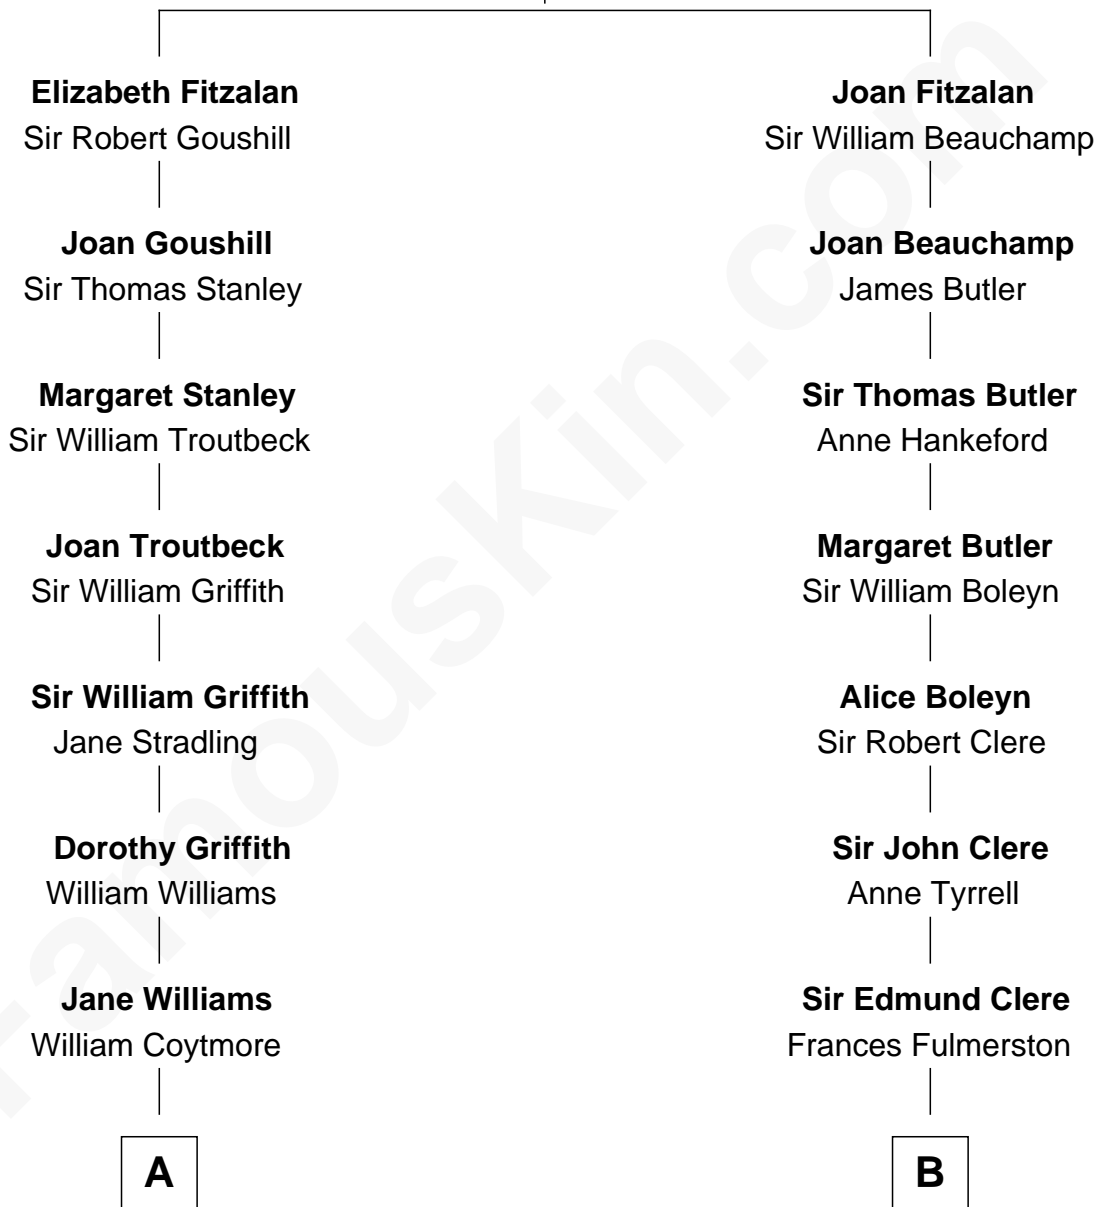 Elizabeth Fitzalan
Sir Robert Goushill
Joan Goushill
Sir Thomas Stanley
Margaret Stanley
Sir William Troutbeck
Joan Troutbeck
Sir William Griffith
Sir William Griffith
Jane Stradling
Dorothy Griffith
William Williams
Jane Williams
William Coytmore
A
Joan Fitzalan
Sir William Beauchamp
Joan Beauchamp
James Butler
Sir Thomas Butler
Anne Hankeford
Margaret Butler
Sir William Boleyn
Alice Boleyn
Sir Robert Clere
Sir John Clere
Anne Tyrrell
Sir Edmund Clere
Frances Fulmerston
B
FamousKin.com